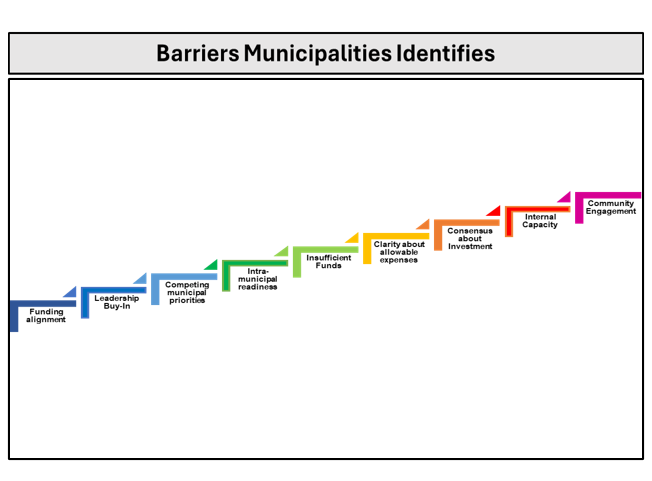 Barriers Municipalities Identifies
Funding
alignment
Leadership
Buy-In
Competing
municipal
priorities
Intra-
municipal
readiness
Insufficient
Funds
Clarity about
allowable
expenses
Consensus
about
Investment
Internal
Capacity
Community
Engagement